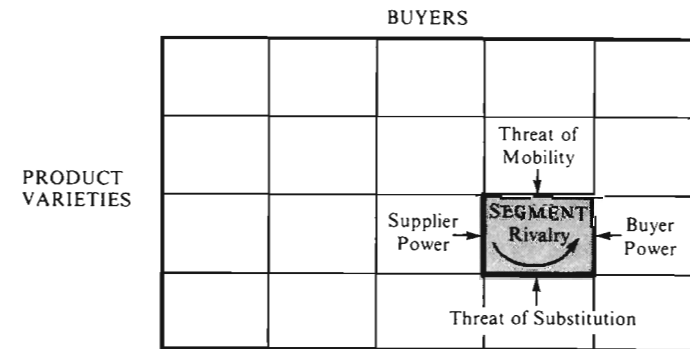 BUYERS
Threat of
Mobility
PRODUCT
VARIETIES
Supplier
Power
SEGMENT
Rivalry
Buyer
Power
Threat of Substitution